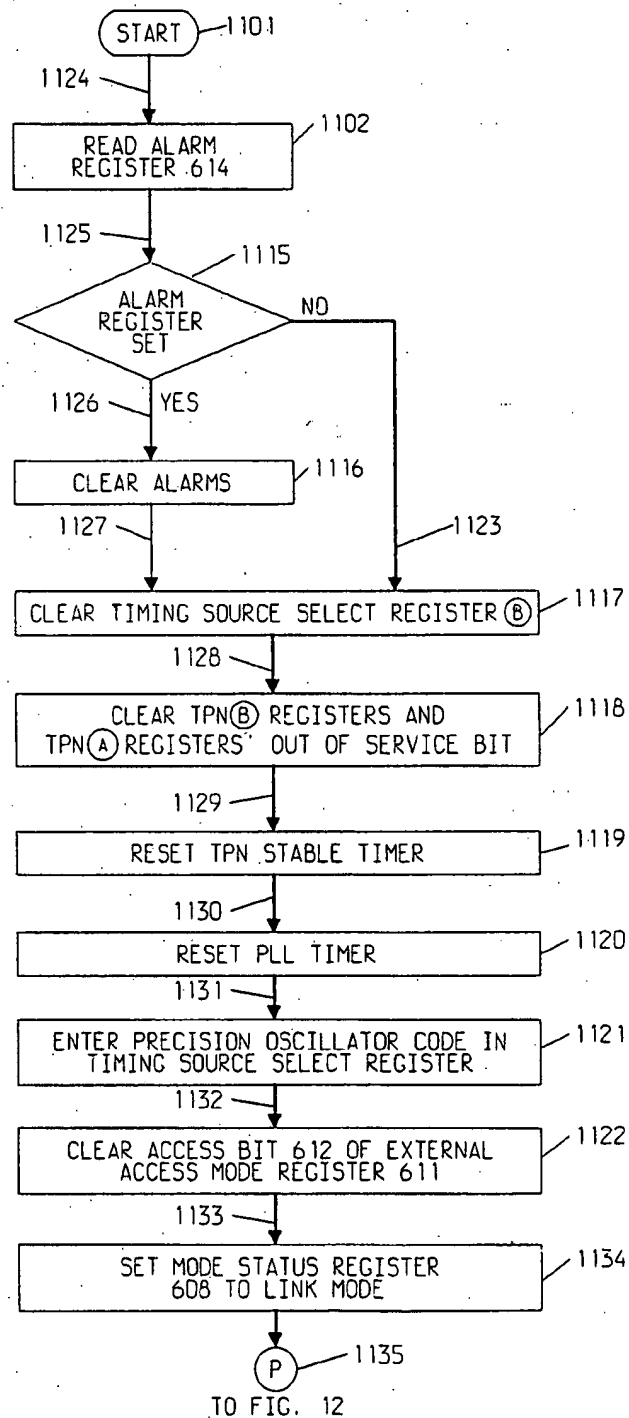 START
1101
1124
READ ALARM
REGISTER 614
1102
1125
1115
ALARM
REGISTER
SET
NO
1126
YES
CLEAR ALARMS
1116
1127
1123
CLEAR TIMING SOURCE SELECT REGISTER Ⓑ
1117
1128
CLEAR TPN Ⓑ REGISTERS AND
TPN Ⓐ REGISTERS' OUT OF SERVICE BIT
1118
1129
RESET TPN STABLE TIMER
1119
1130
RESET PLL TIMER
1120
1131
ENTER PRECISION OSCILLATOR CODE IN
TIMING SOURCE SELECT REGISTER
1121
1132
CLEAR ACCESS BIT 612 OF EXTERNAL
ACCESS MODE REGISTER 611
1122
1133
SET MODE STATUS REGISTER
608 TO LINK MODE
1134
P
1135
TO FIG. 12